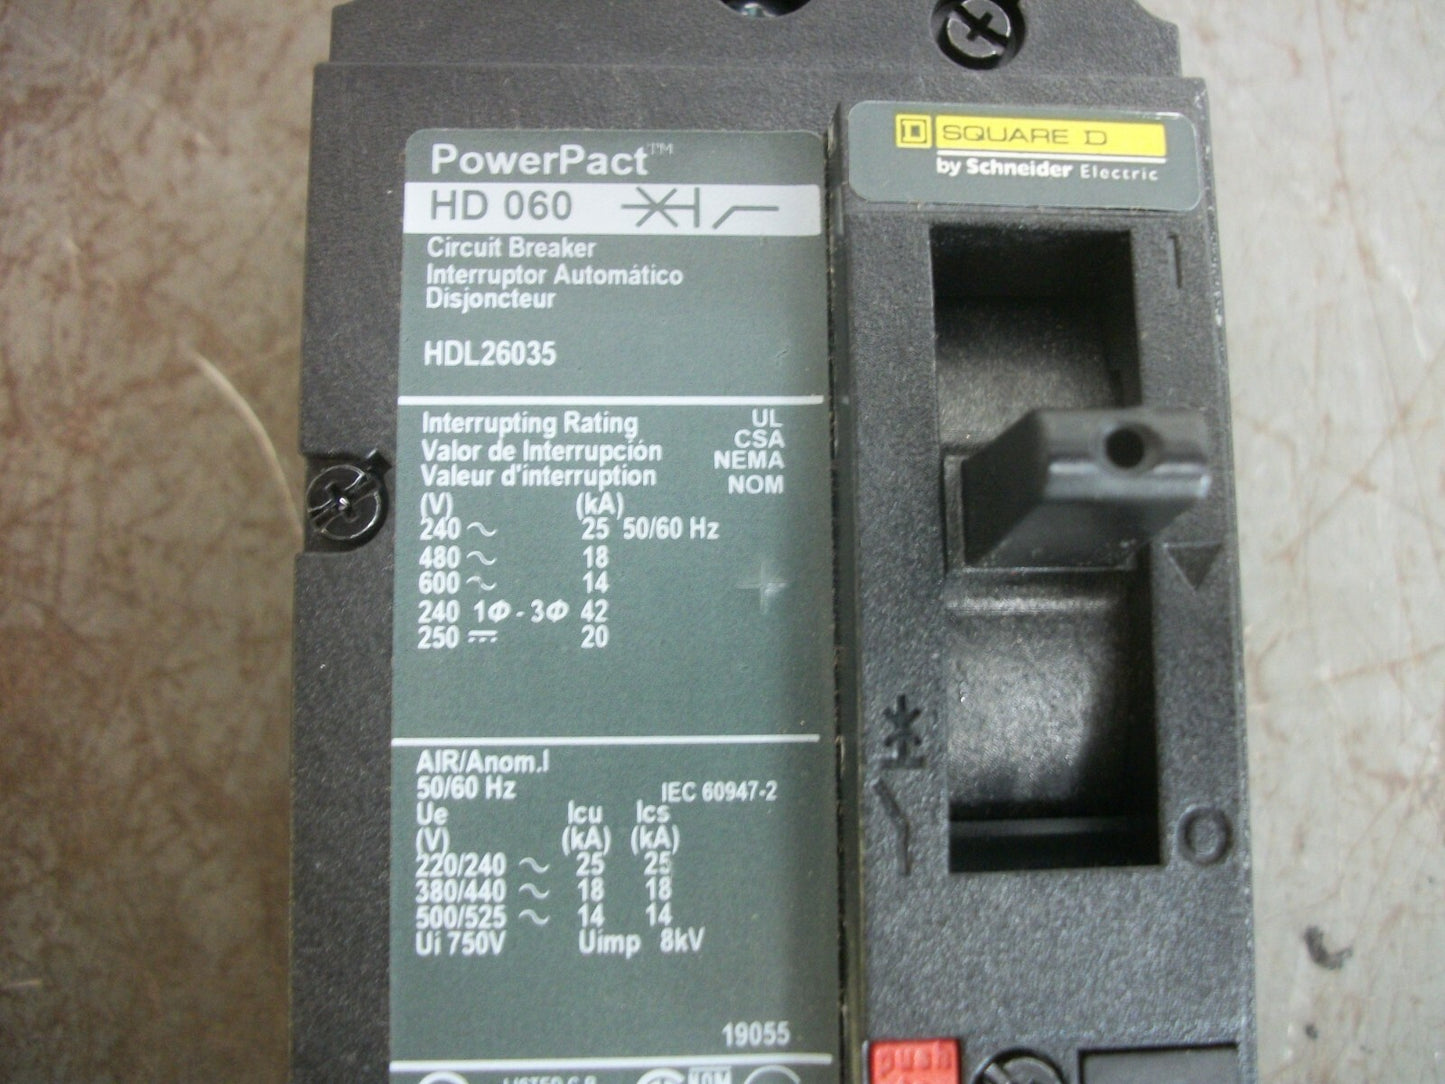 PowerPact™
HD 060
Circuit Breaker
Interruptor Automático
Disjoncteur
HDL26035
Interrupting Rating UL
Valor de Interrupción CSA
Valeur d'interruption NEMA
NOM
(V) (kA)
240 ~ 25 50/60 Hz
480 ~ 18
600 ~ 14
240 1Φ - 3Φ 42
250 ⎓ 20
AIR/Anom.I
50/60 Hz IEC 60947-2
Ue Icu Ics
(V) (kA) (kA)
220/240 ~ 25 25
380/440 ~ 18 18
500/525 ~ 14 14
Ui 750V Uimp 8kV
19055
SQUARE D
by Schneider Electric
I
O
push